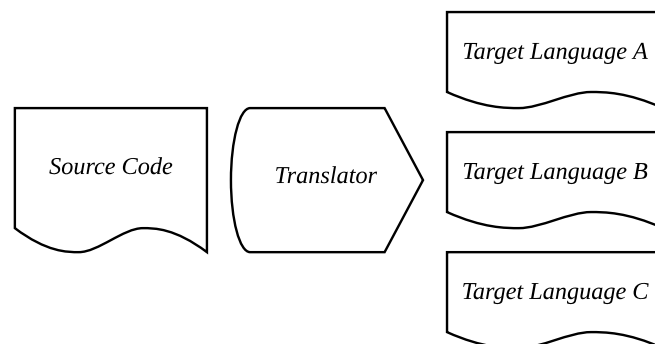 Source Code
Translator
Target Language A
Target Language B
Target Language C